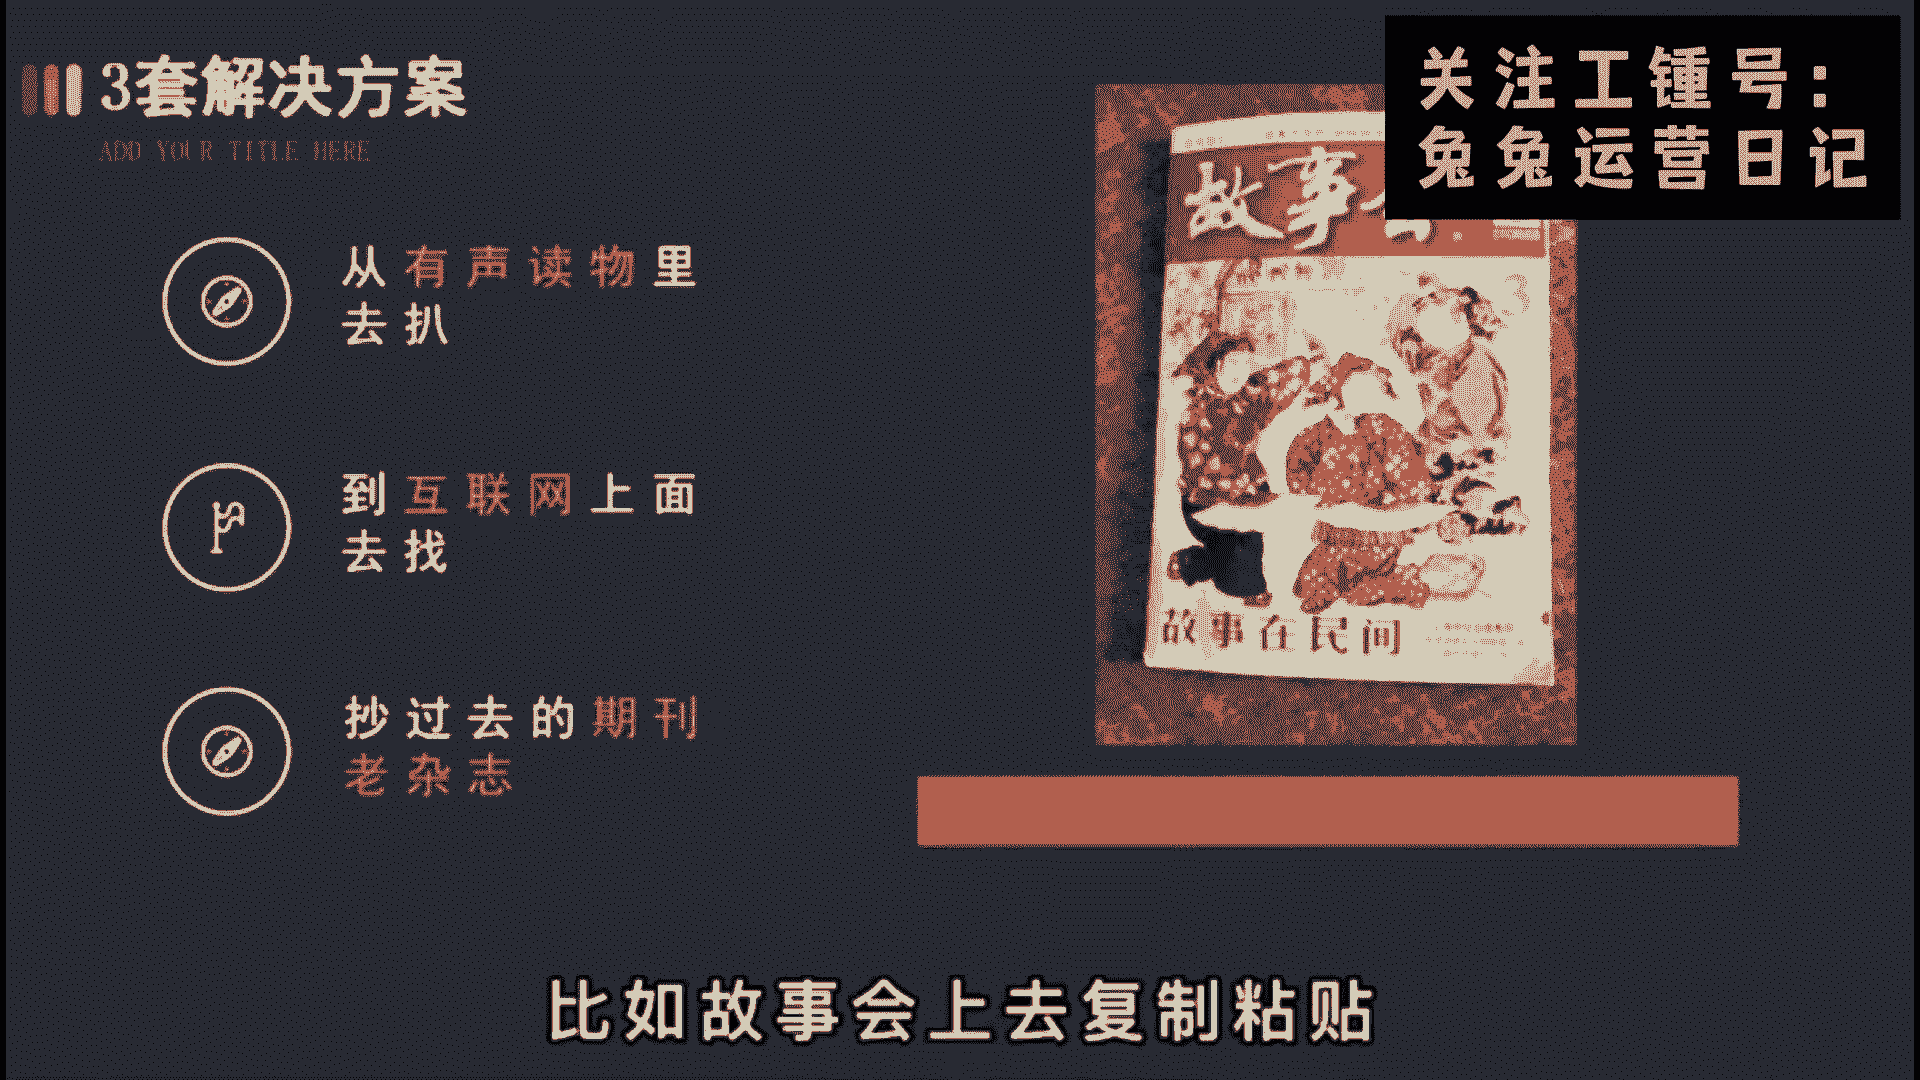 3套解决方案
ADD YOUR TITLE HERE
从有声读物里
去扒
到互联网上面
去找
抄过去的期刊
老杂志
关注工锺号：
兔兔运营日记
故事会
故事在民间
比如故事会上去复制粘贴